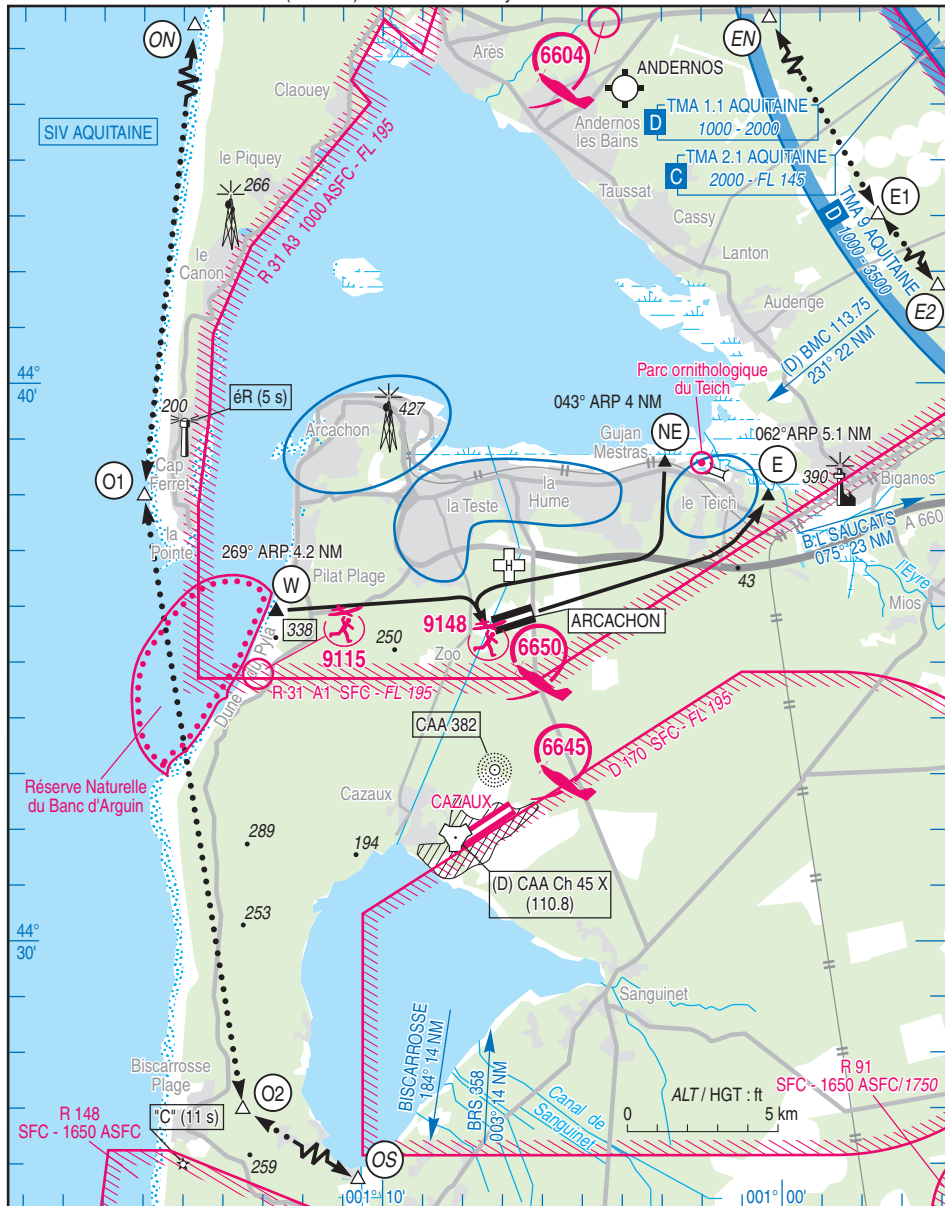 ON
Arès
6604
ANDERNOS
EN
Claouey
SIV AQUITAINE
Andernos
les Bains
D
TMA 1.1 AQUITAINE
1000 - 2000
C
TMA 2.1 AQUITAINE
2000 - FL 145
le Piquey
266
R 31 A3 1000 ASFC - FL 195
Taussat
Cassy
E1
D
TMA 9 AQUITAINE
1000 - 3500
le
Canon
Lanton
Audenge
E2
(D) BMC 113.75
231° 22 NM
44°
40'
éR (5 s)
200
427
Arcachon
Parc ornithologique
du Teich
043° ARP 4 NM
Gujan
Mestras
NE
062°ARP 5.1 NM
E
390
Biganos
O1
Cap
Ferret
la
Pointe
la Teste
la
Hume
le Teich
B.L SAUCATS
075° 23 NM
A 660
269° ARP 4.2 NM
Pilat Plage
H
43
l'Eyre
Mios
W
338
9115
250
9148
Zoo
ARCACHON
6650
Dune du Pyla
R 31 A1 SFC - FL 195
CAA 382
6645
D 170 SFC - FL 195
Réserve Naturelle
du Banc d'Arguin
Cazaux
CAZAUX
289
194
(D) CAA Ch 45 X
(110.8)
253
44°
30'
Sanguinet
Biscarrosse
Plage
O2
BISCARROSSE
184° 14 NM
BRS 358
003° 14 NM
Canal de
Sanguinet
ALT / HGT : ft
0
5 km
R 91
SFC - 1650 ASFC/1750
"C" (11 s)
R 148
SFC - 1650 ASFC
259
OS
001° 10'
001° 00'